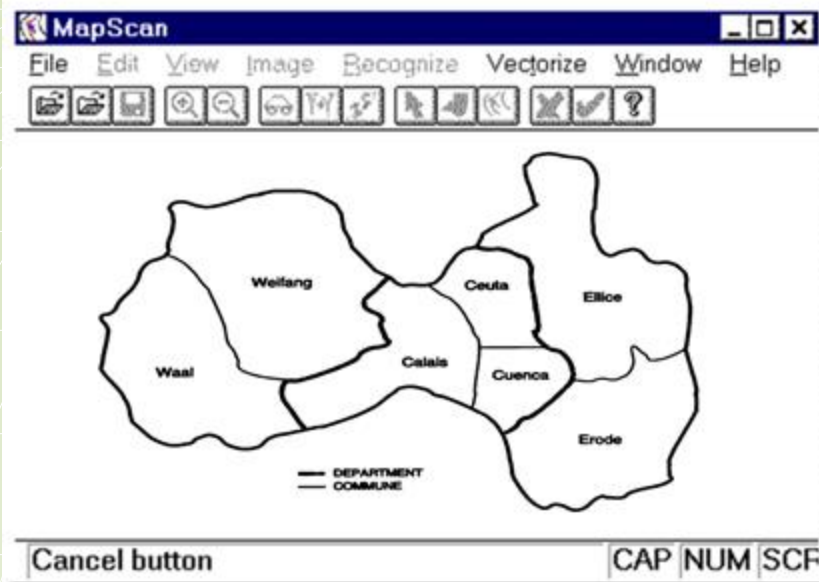 MapScan
File Edit View Image Recognize Vectorize Window Help
Weifang
Ceuta
Ellice
Waal
Calais
Cuenca
Erode
DEPARTMENT
COMMUNE
Cancel button CAP NUM SCR